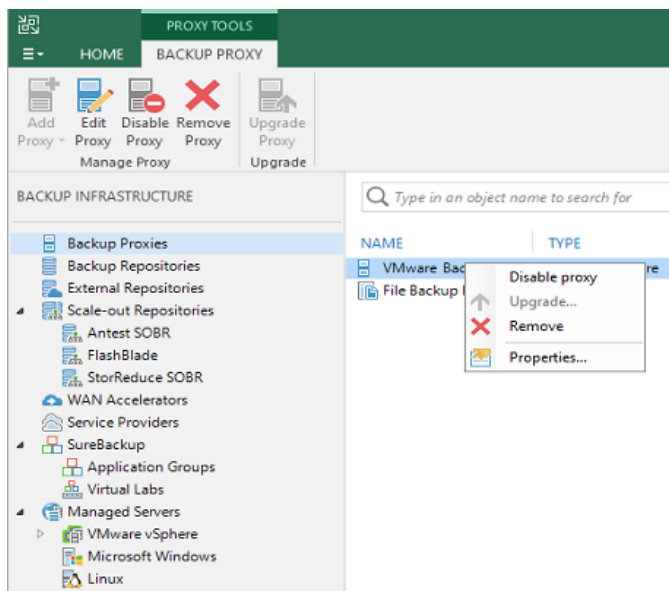 PROXY TOOLS
HOME BACKUP PROXY
Add Proxy
Edit Proxy
Disable Proxy
Remove Proxy
Upgrade Proxy
Manage Proxy
Upgrade
BACKUP INFRASTRUCTURE
Backup Proxies
Backup Repositories
External Repositories
Scale-out Repositories
Antest SOBR
FlashBlade
StorReduce SOBR
WAN Accelerators
Service Providers
SureBackup
Application Groups
Virtual Labs
Managed Servers
VMware vSphere
Microsoft Windows
Linux
Type in an object name to search for
NAME TYPE
VMware Bac re
File Backup
Disable proxy
Upgrade...
Remove
Properties...